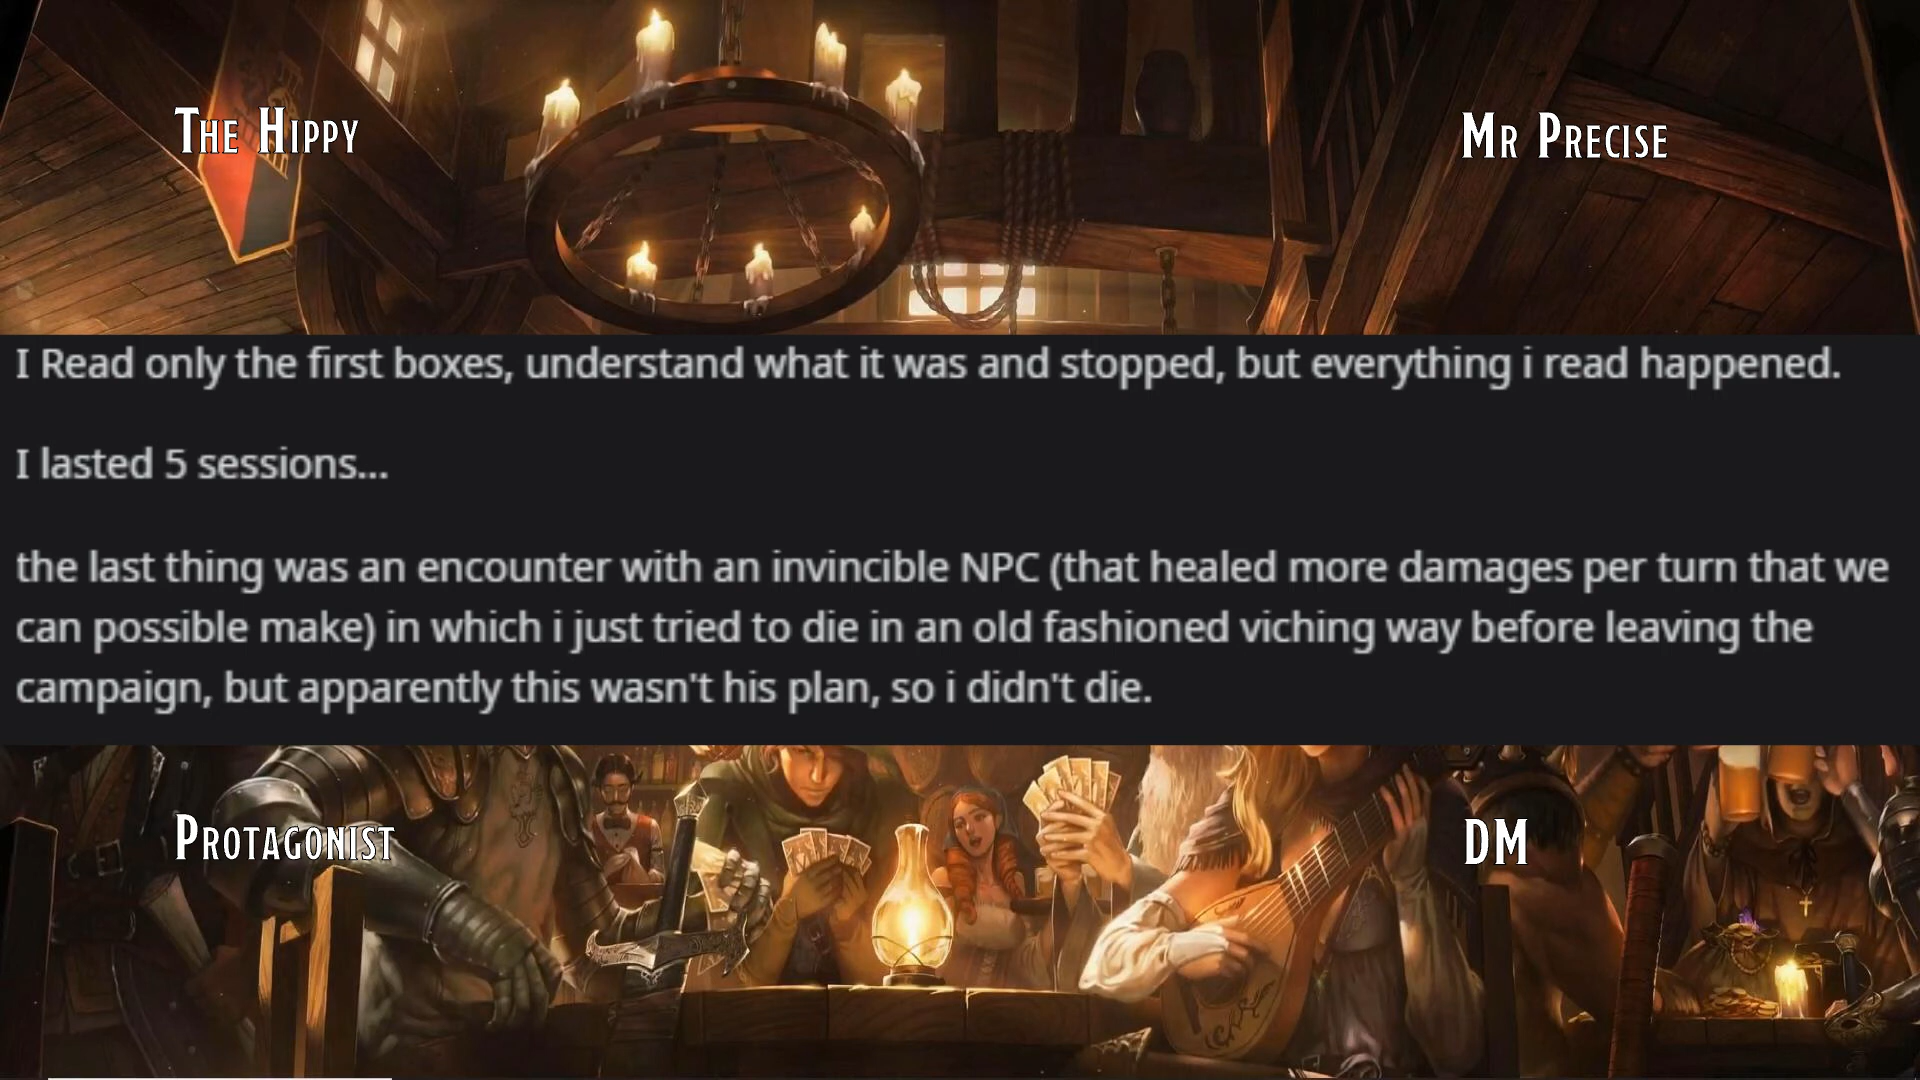 The Hippy
Mr Precise
I Read only the first boxes, understand what it was and stopped, but everything i read happened.
I lasted 5 sessions...
the last thing was an encounter with an invincible NPC (that healed more damages per turn that we
can possible make) in which i just tried to die in an old fashioned viching way before leaving the
campaign, but apparently this wasn't his plan, so i didn't die.
Protagonist
DM